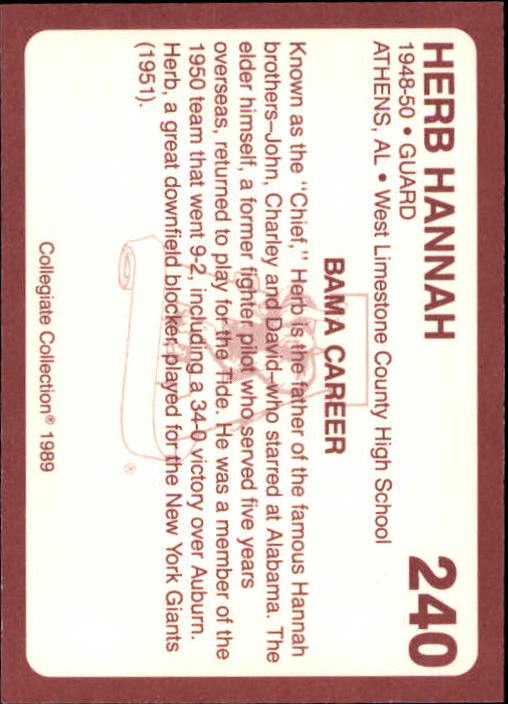 HERB HANNAH 240
1948-50 • GUARD
ATHENS, AL • West Limestone County High School
BAMA CAREER
Known as the "Chief," Herb is the father of the famous Hannah
brothers--John, Charley and David--who starred at Alabama. The
elder himself, a former fighter pilot who served five years
overseas, returned to play for the Tide. He was a member of the
1950 team that went 9-2, including a 34-0 victory over Auburn.
Herb, a great downfield blocker, played for the New York Giants
(1951).
Collegiate Collection® 1989
®